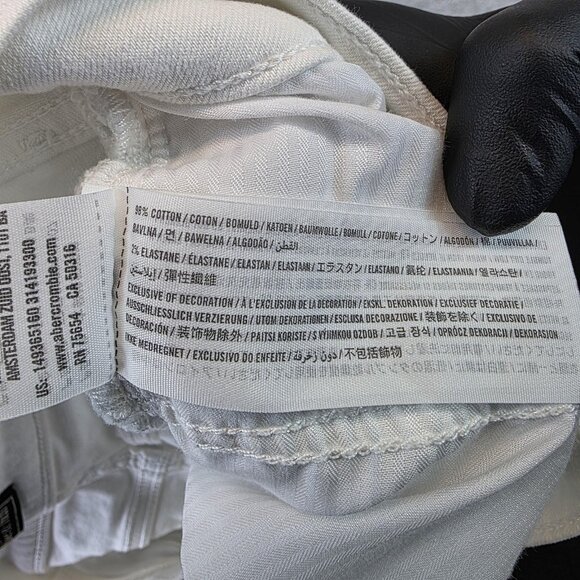 98% COTTON / COTON / BOMULD / KATOEN / BAUMWOLLE / BOMULL / COTONE / コットン / ALGODÓN / 棉 / PUUVILLAA /
BAVLNA / 면 / BAWEŁNA / ALGODÃO / القطن /
2% ELASTANE / ÉLASTANE / ELASTAN / ELASTAAN / エラスタン / ELASTANO / 氨纶 / ELASTAANIA / 엘라스탄 /
إيلاستين / 彈性纖維
EXCLUSIVE OF DECORATION / À L'EXCLUSION DE LA DECORATION / EKSKL. DEKORATION / EXCLUSIEF DECORATIE /
AUSSCHLIESSLICH VERZIERUNG / UTOM DEKORATIONEN / ESCLUSA DECORAZIONE / 装飾を除く / EXCLUSIVO DE
DECORACIÓN / 装饰物除外 / PAITSI KORISTE / S VÝJIMKOU OZDOB / 고급 장식 / OPRÓCZ DEKORACH / DEKORASJON
IKKE MEDREGNET / EXCLUSIVO DO ENFEITE / دون زخرفة / 不包括飾物
AMSTERDAM ZUID OOST, 1101 BA
US: 149365160 314193300
www.abercrombie.com
RN 75654 CA 50316